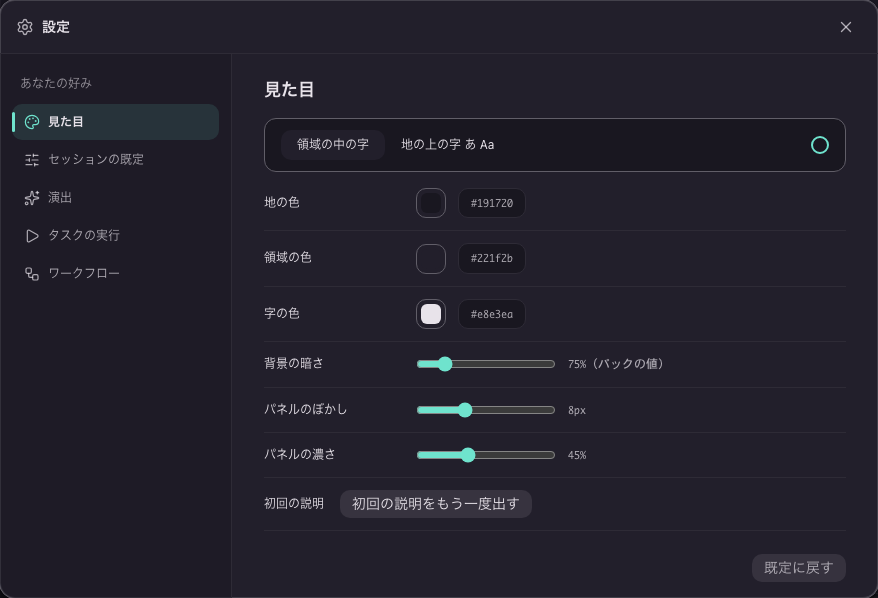 設定
あなたの好み
見た目
セッションの既定
演出
タスクの実行
ワークフロー
見た目
領域の中の字 地の上の字 あ Aa
地の色 #191720
領域の色 #221f2b
字の色 #e8e3ea
背景の暗さ 75%（パックの値）
パネルのぼかし 8px
パネルの濃さ 45%
初回の説明 初回の説明をもう一度出す
既定に戻す